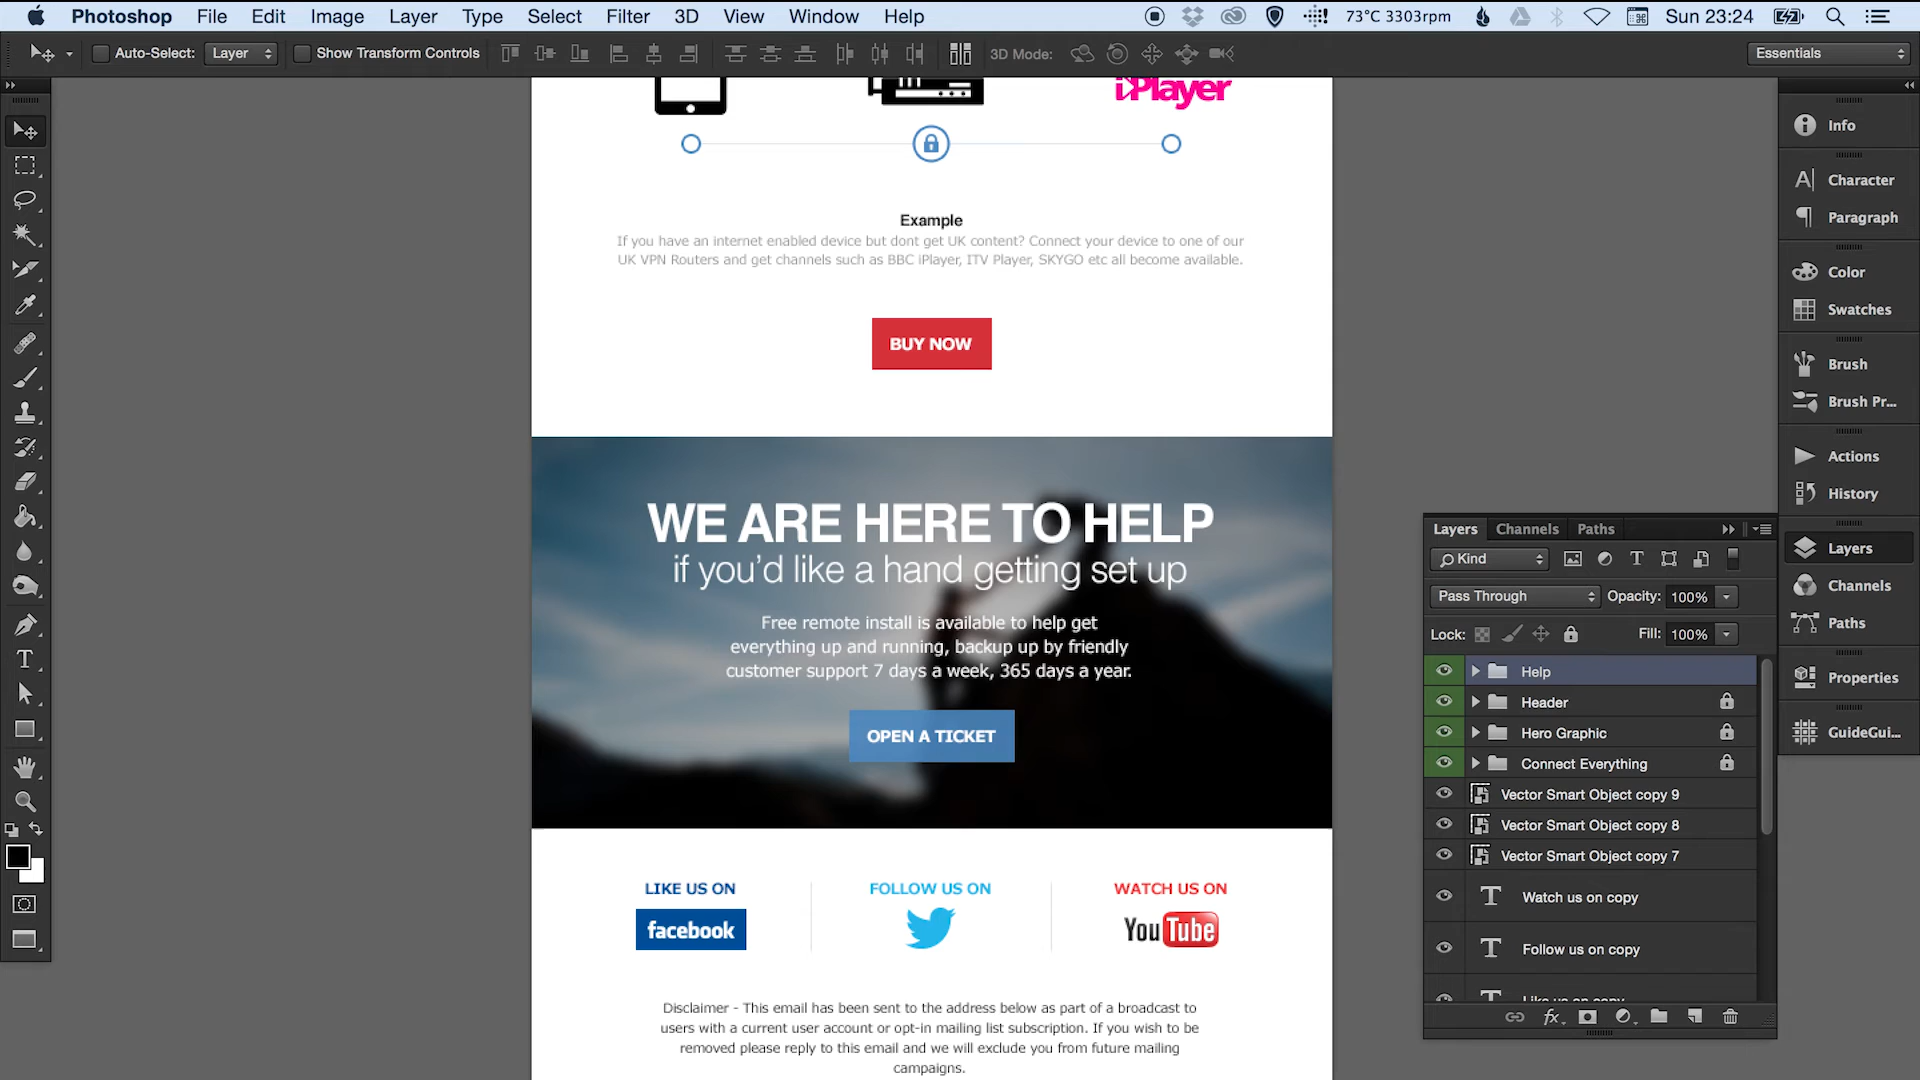 Photoshop File Edit Image Layer Type Select Filter 3D View Window Help 73°C 3303rpm Sun 23:24
Auto-Select: Layer Show Transform Controls 3D Mode: Essentials
iPlayer
Example
If you have an internet enabled device but dont get UK content? Connect your device to one of our
UK VPN Routers and get channels such as BBC iPlayer, ITV Player, SKYGO etc all become available.
BUY NOW
WE ARE HERE TO HELP
if you'd like a hand getting set up
Free remote install is available to help get
everything up and running, backup up by friendly
customer support 7 days a week, 365 days a year.
OPEN A TICKET
LIKE US ON
facebook
FOLLOW US ON
WATCH US ON
YouTube
Disclaimer - This email has been sent to the address below as part of a broadcast to
users with a current user account or opt-in mailing list subscription. If you wish to be
removed please reply to this email and we will exclude you from future mailing
campaigns.
Layers Channels Paths
Kind
Pass Through Opacity: 100%
Lock: Fill: 100%
Help
Header
Hero Graphic
Connect Everything
Vector Smart Object copy 9
Vector Smart Object copy 8
Vector Smart Object copy 7
Watch us on copy
Follow us on copy
Like us on copy
Info
Character
Paragraph
Color
Swatches
Brush
Brush Pr...
Actions
History
Layers
Channels
Paths
Properties
GuideGui...